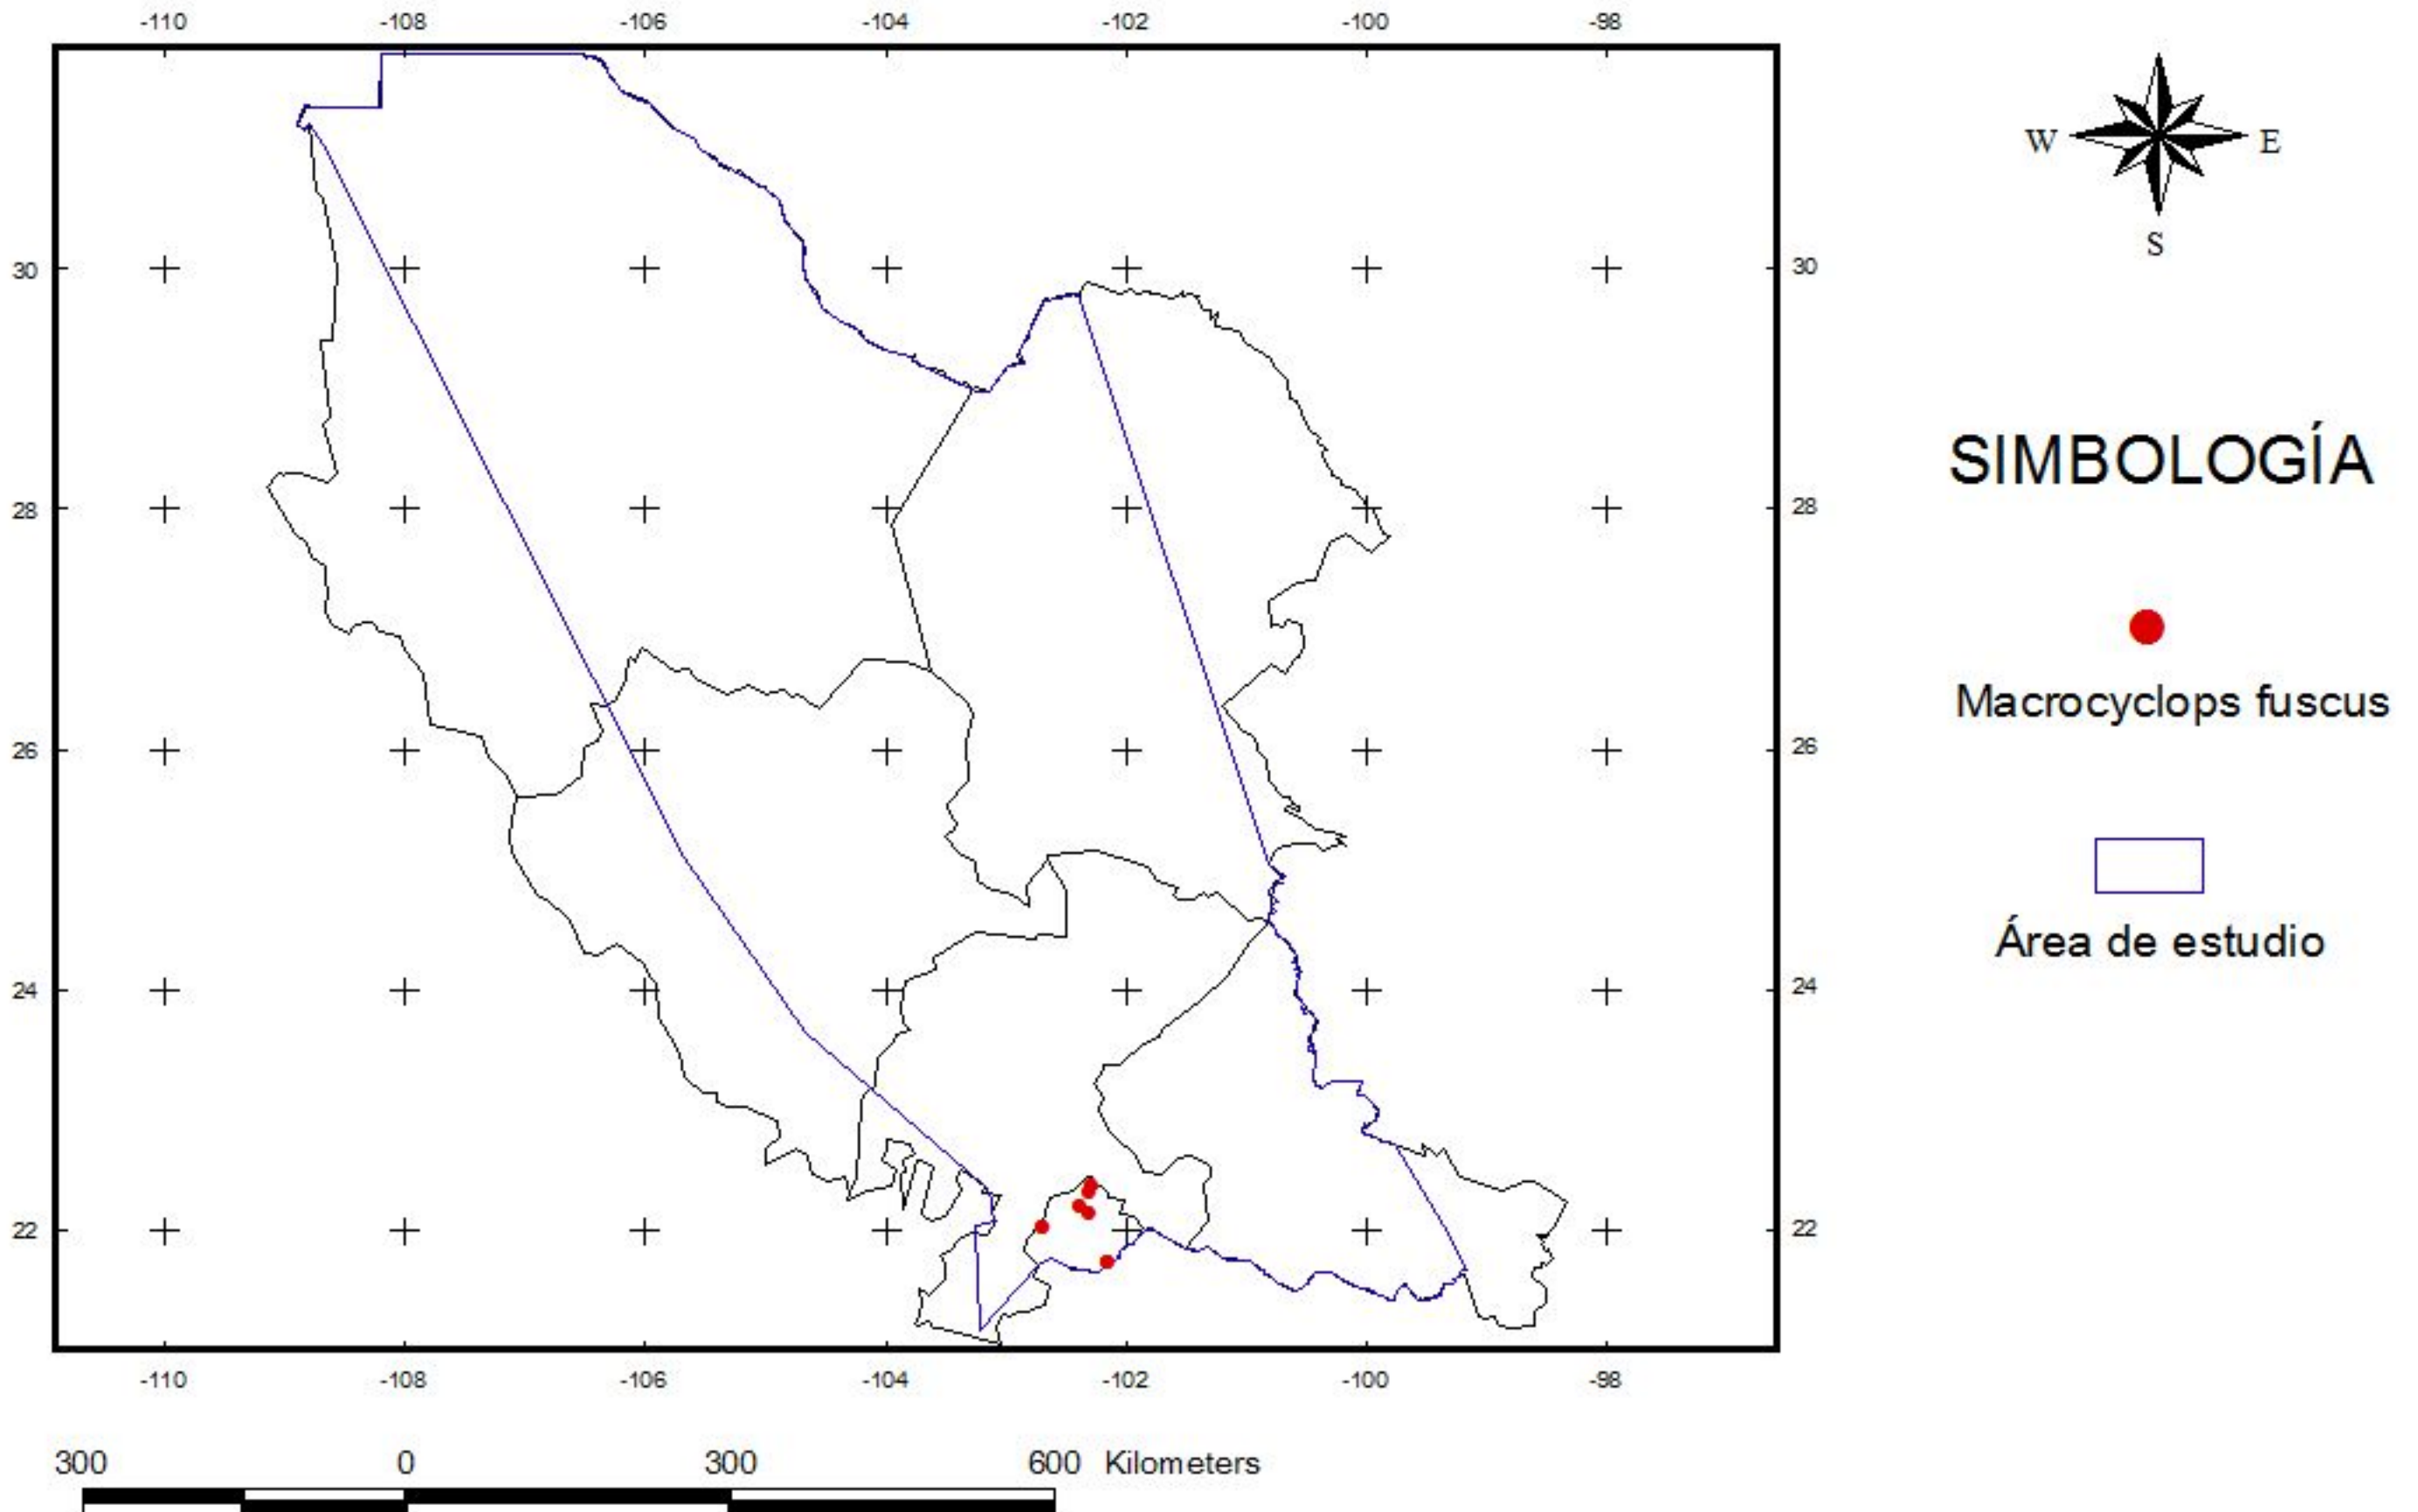 -110 -108 -106 -104 -102 -100 -98
W E
S
30 30
SIMBOLOGÍA
28 28
Macrocyclops fuscus
26 26
Área de estudio
24 24
22 22
-110 -108 -106 -104 -102 -100 -98
300 0 300 600 Kilometers